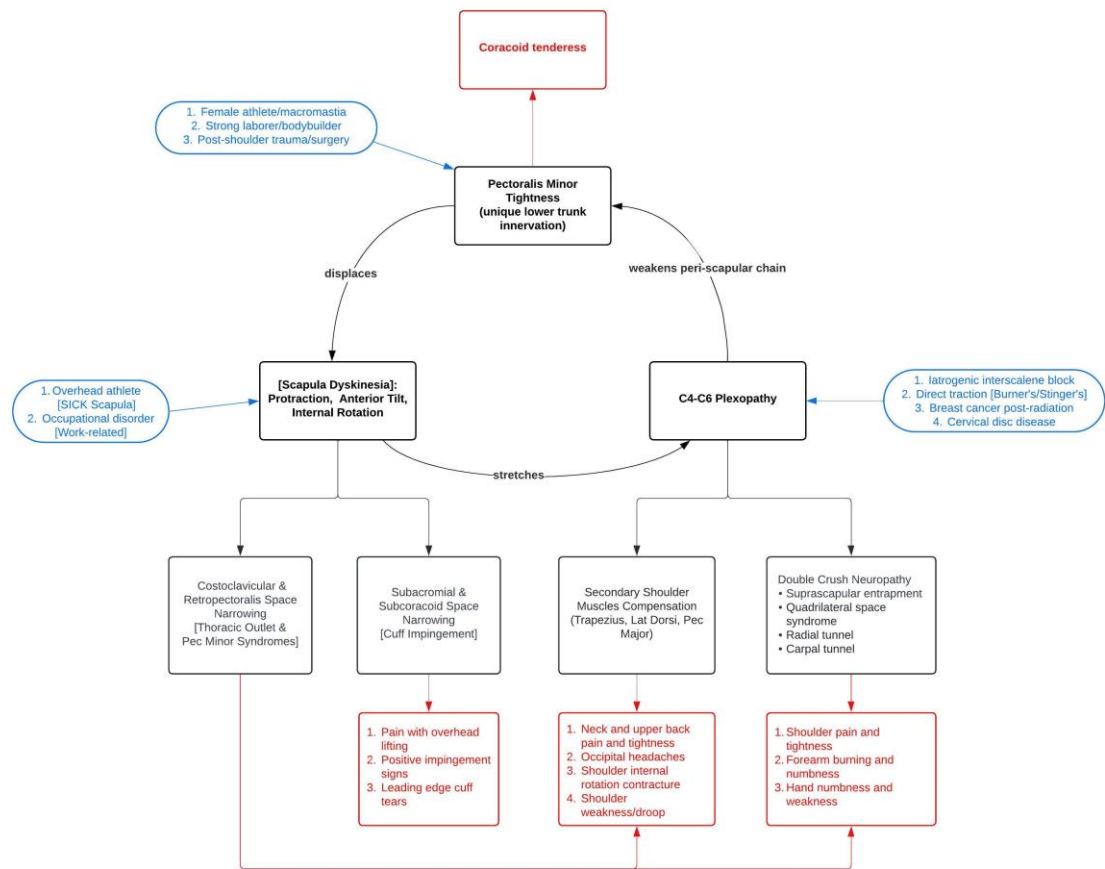 Coracoid tenderess
1. Female athlete/macromastia
2. Strong laborer/bodybuilder
3. Post-shoulder trauma/surgery
Pectoralis Minor
Tightness
(unique lower trunk
innervation)
displaces
weakens peri-scapular chain
1. Overhead athlete
[SICK Scapula]
2. Occupational disorder
[Work-related]
[Scapula Dyskinesia]:
Protraction, Anterior Tilt,
Internal Rotation
C4-C6 Plexopathy
1. Iatrogenic interscalene block
2. Direct traction [Burner's/Stinger's]
3. Breast cancer post-radiation
4. Cervical disc disease
stretches
Costoclavicular &
Retropectoralis Space
Narrowing
[Thoracic Outlet &
Pec Minor Syndromes]
Subacromial &
Subcoracoid Space
Narrowing
[Cuff Impingement]
Secondary Shoulder
Muscles Compensation
(Trapezius, Lat Dorsi, Pec
Major)
Double Crush Neuropathy
• Suprascapular entrapment
• Quadrilateral space
syndrome
• Radial tunnel
• Carpal tunnel
1. Pain with overhead
lifting
2. Positive impingement
signs
3. Leading edge cuff
tears
1. Neck and upper back
pain and tightness
2. Occipital headaches
3. Shoulder internal
rotation contracture
4. Shoulder
weakness/droop
1. Shoulder pain and
tightness
2. Forearm burning and
numbness
3. Hand numbness and
weakness